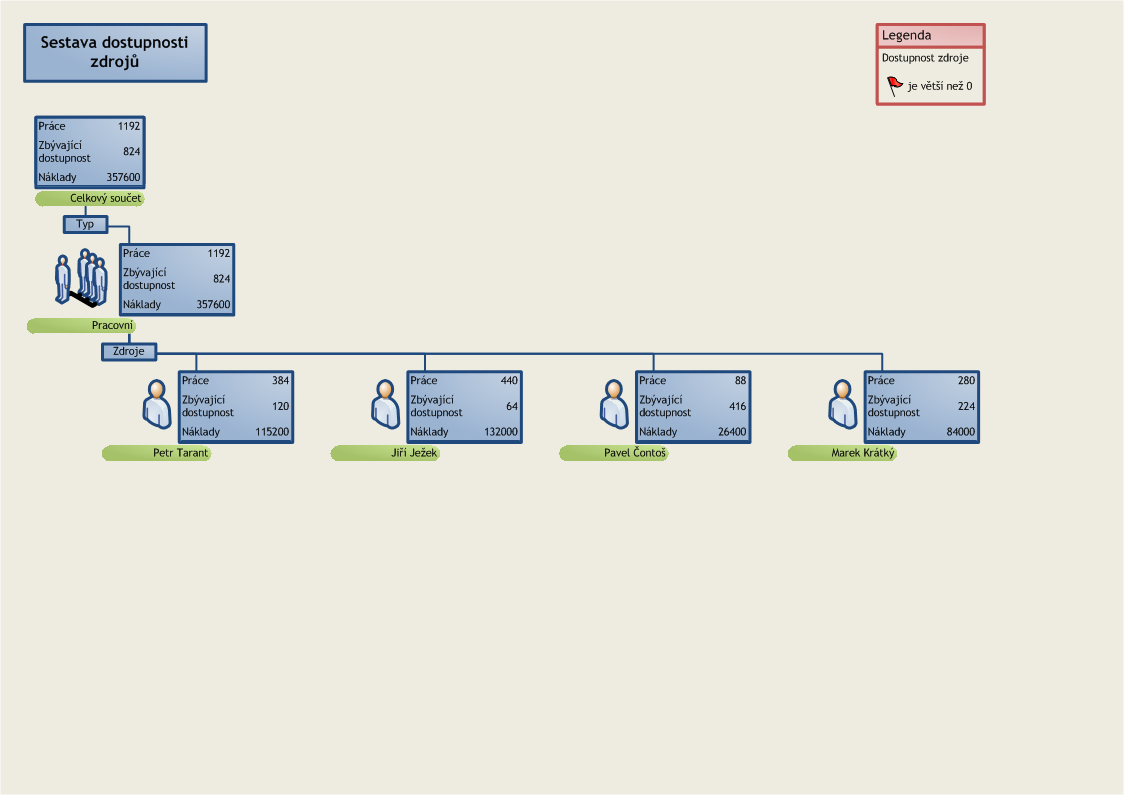 Sestava dostupnosti
zdrojů
Legenda
Dostupnost zdroje
je větší než 0
Práce 1192
Zbývající
dostupnost 824
Náklady 357600
Celkový součet
Typ
Práce 1192
Zbývající
dostupnost 824
Náklady 357600
Pracovní
Zdroje
Práce 384
Zbývající
dostupnost 120
Náklady 115200
Petr Tarant
Práce 440
Zbývající
dostupnost 64
Náklady 132000
Jiří Ježek
Práce 88
Zbývající
dostupnost 416
Náklady 26400
Pavel Čontoš
Práce 280
Zbývající
dostupnost 224
Náklady 84000
Marek Krátký